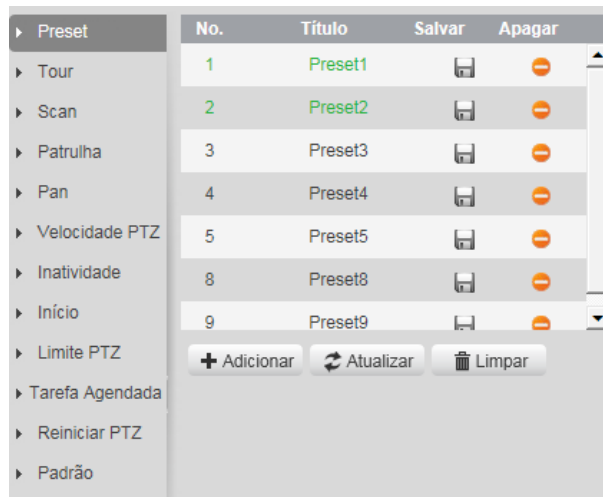 Preset
Tour
Scan
Patrulha
Pan
Velocidade PTZ
Inatividade
Início
Limite PTZ
Tarefa Agendada
Reiniciar PTZ
Padrão
No. Título Salvar Apagar
1 Preset1
2 Preset2
3 Preset3
4 Preset4
5 Preset5
8 Preset8
9 Preset9
Adicionar Atualizar Limpar